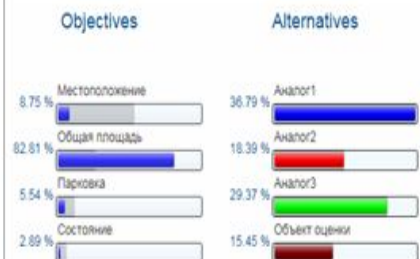 Objectives
Alternatives
Местоположение
8.75 %
Общая площадь
82.81 %
Парковка
5.54 %
Состояние
2.89 %
Аналог1
36.79 %
Аналог2
18.39 %
Аналог3
29.37 %
Объект оценки
15.45 %